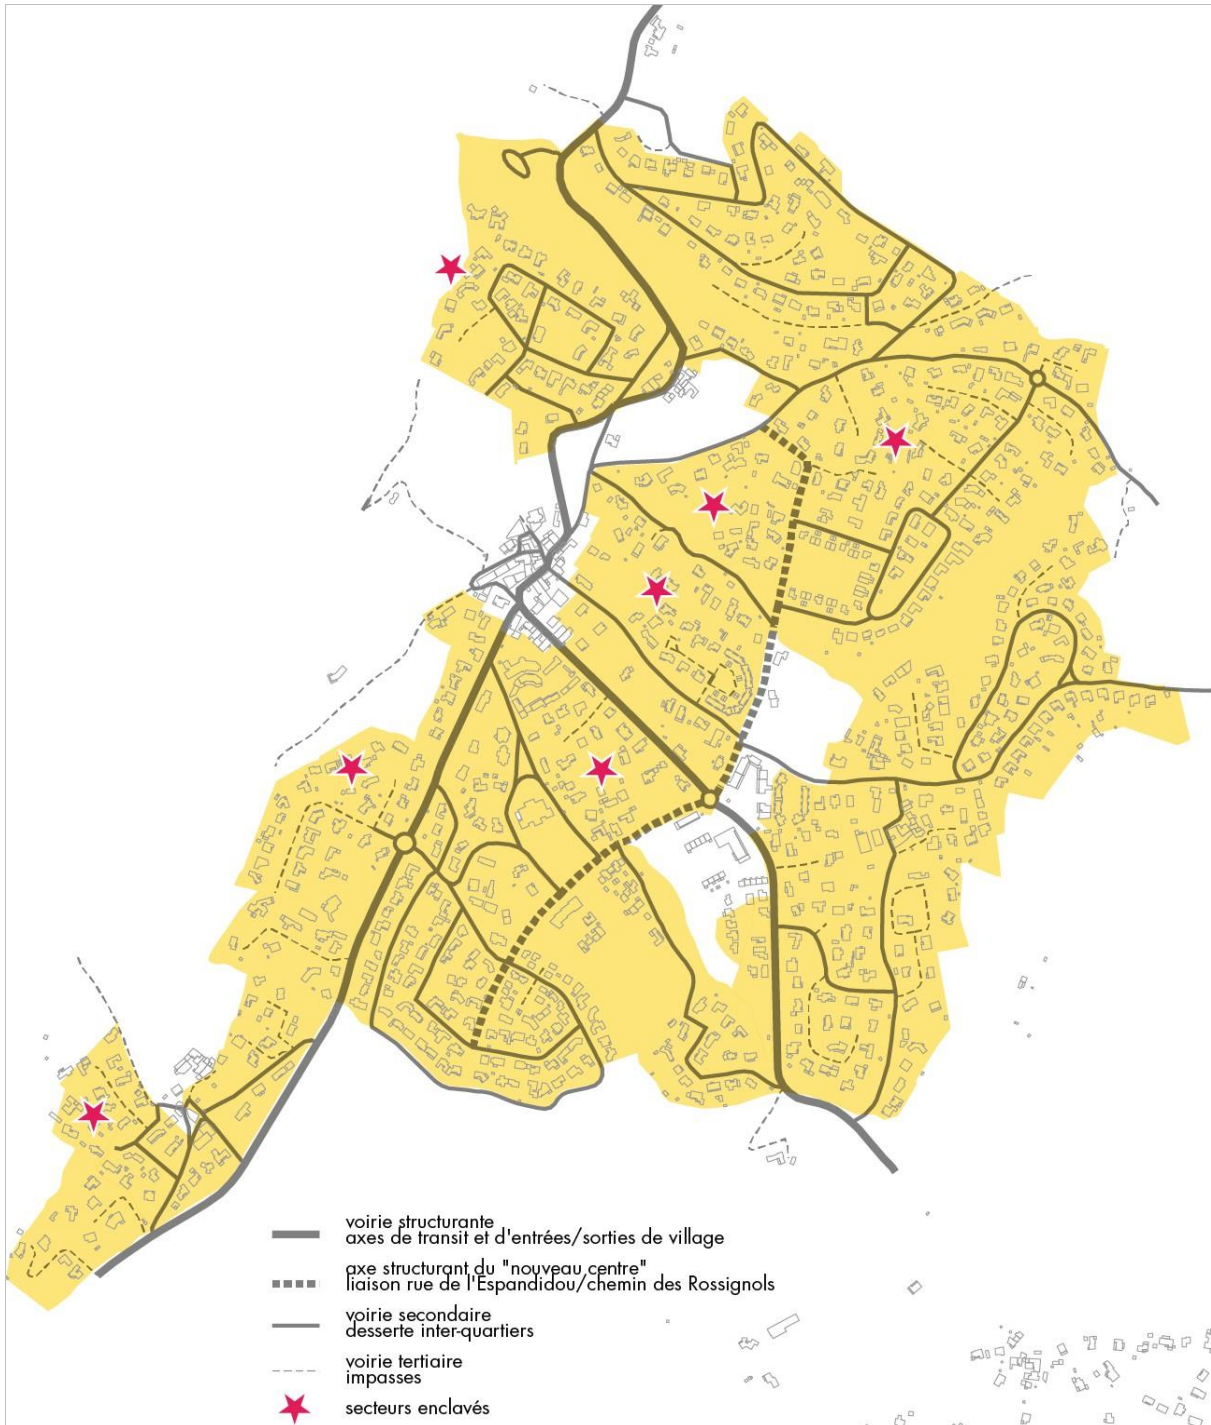 voirie structurante
axes de transit et d'entrées/sorties de village
axe structurant du "nouveau centre"
liaison rue de l'Espandidou/chemin des Rossignols
voirie secondaire
desserte inter-quartiers
voirie tertiaire
impasses
secteurs enclavés